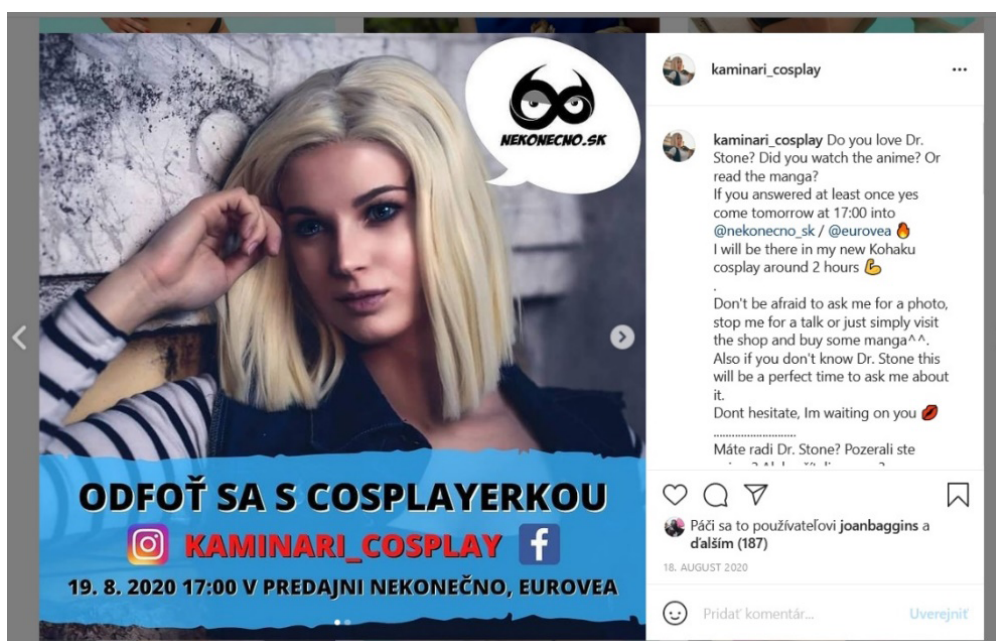 NEKONECNO.SK
ODFOŤ SA S COSPLAYERKOU
KAMINARI_COSPLAY
19. 8. 2020 17:00 V PREDAJNI NEKONEČNO, EUROVEA
kaminari_cosplay
kaminari_cosplay Do you love Dr.
Stone? Did you watch the anime? Or
read the manga?
If you answered at least once yes
come tomorrow at 17:00 into
@nekonecno_sk / @eurovea 🔥
I will be there in my new Kohaku
cosplay around 2 hours 💪
.
Don't be afraid to ask me for a photo,
stop me for a talk or just simply visit
the shop and buy some manga^^.
Also if you don't know Dr. Stone this
will be a perfect time to ask me about
it.
Dont hesitate, Im waiting on you 💋
...........................
Máte radi Dr. Stone? Pozerali ste
Páči sa to používateľovi joanbaggins a
ďalším (187)
18. AUGUST 2020
Pridať komentár...
Uverejniť